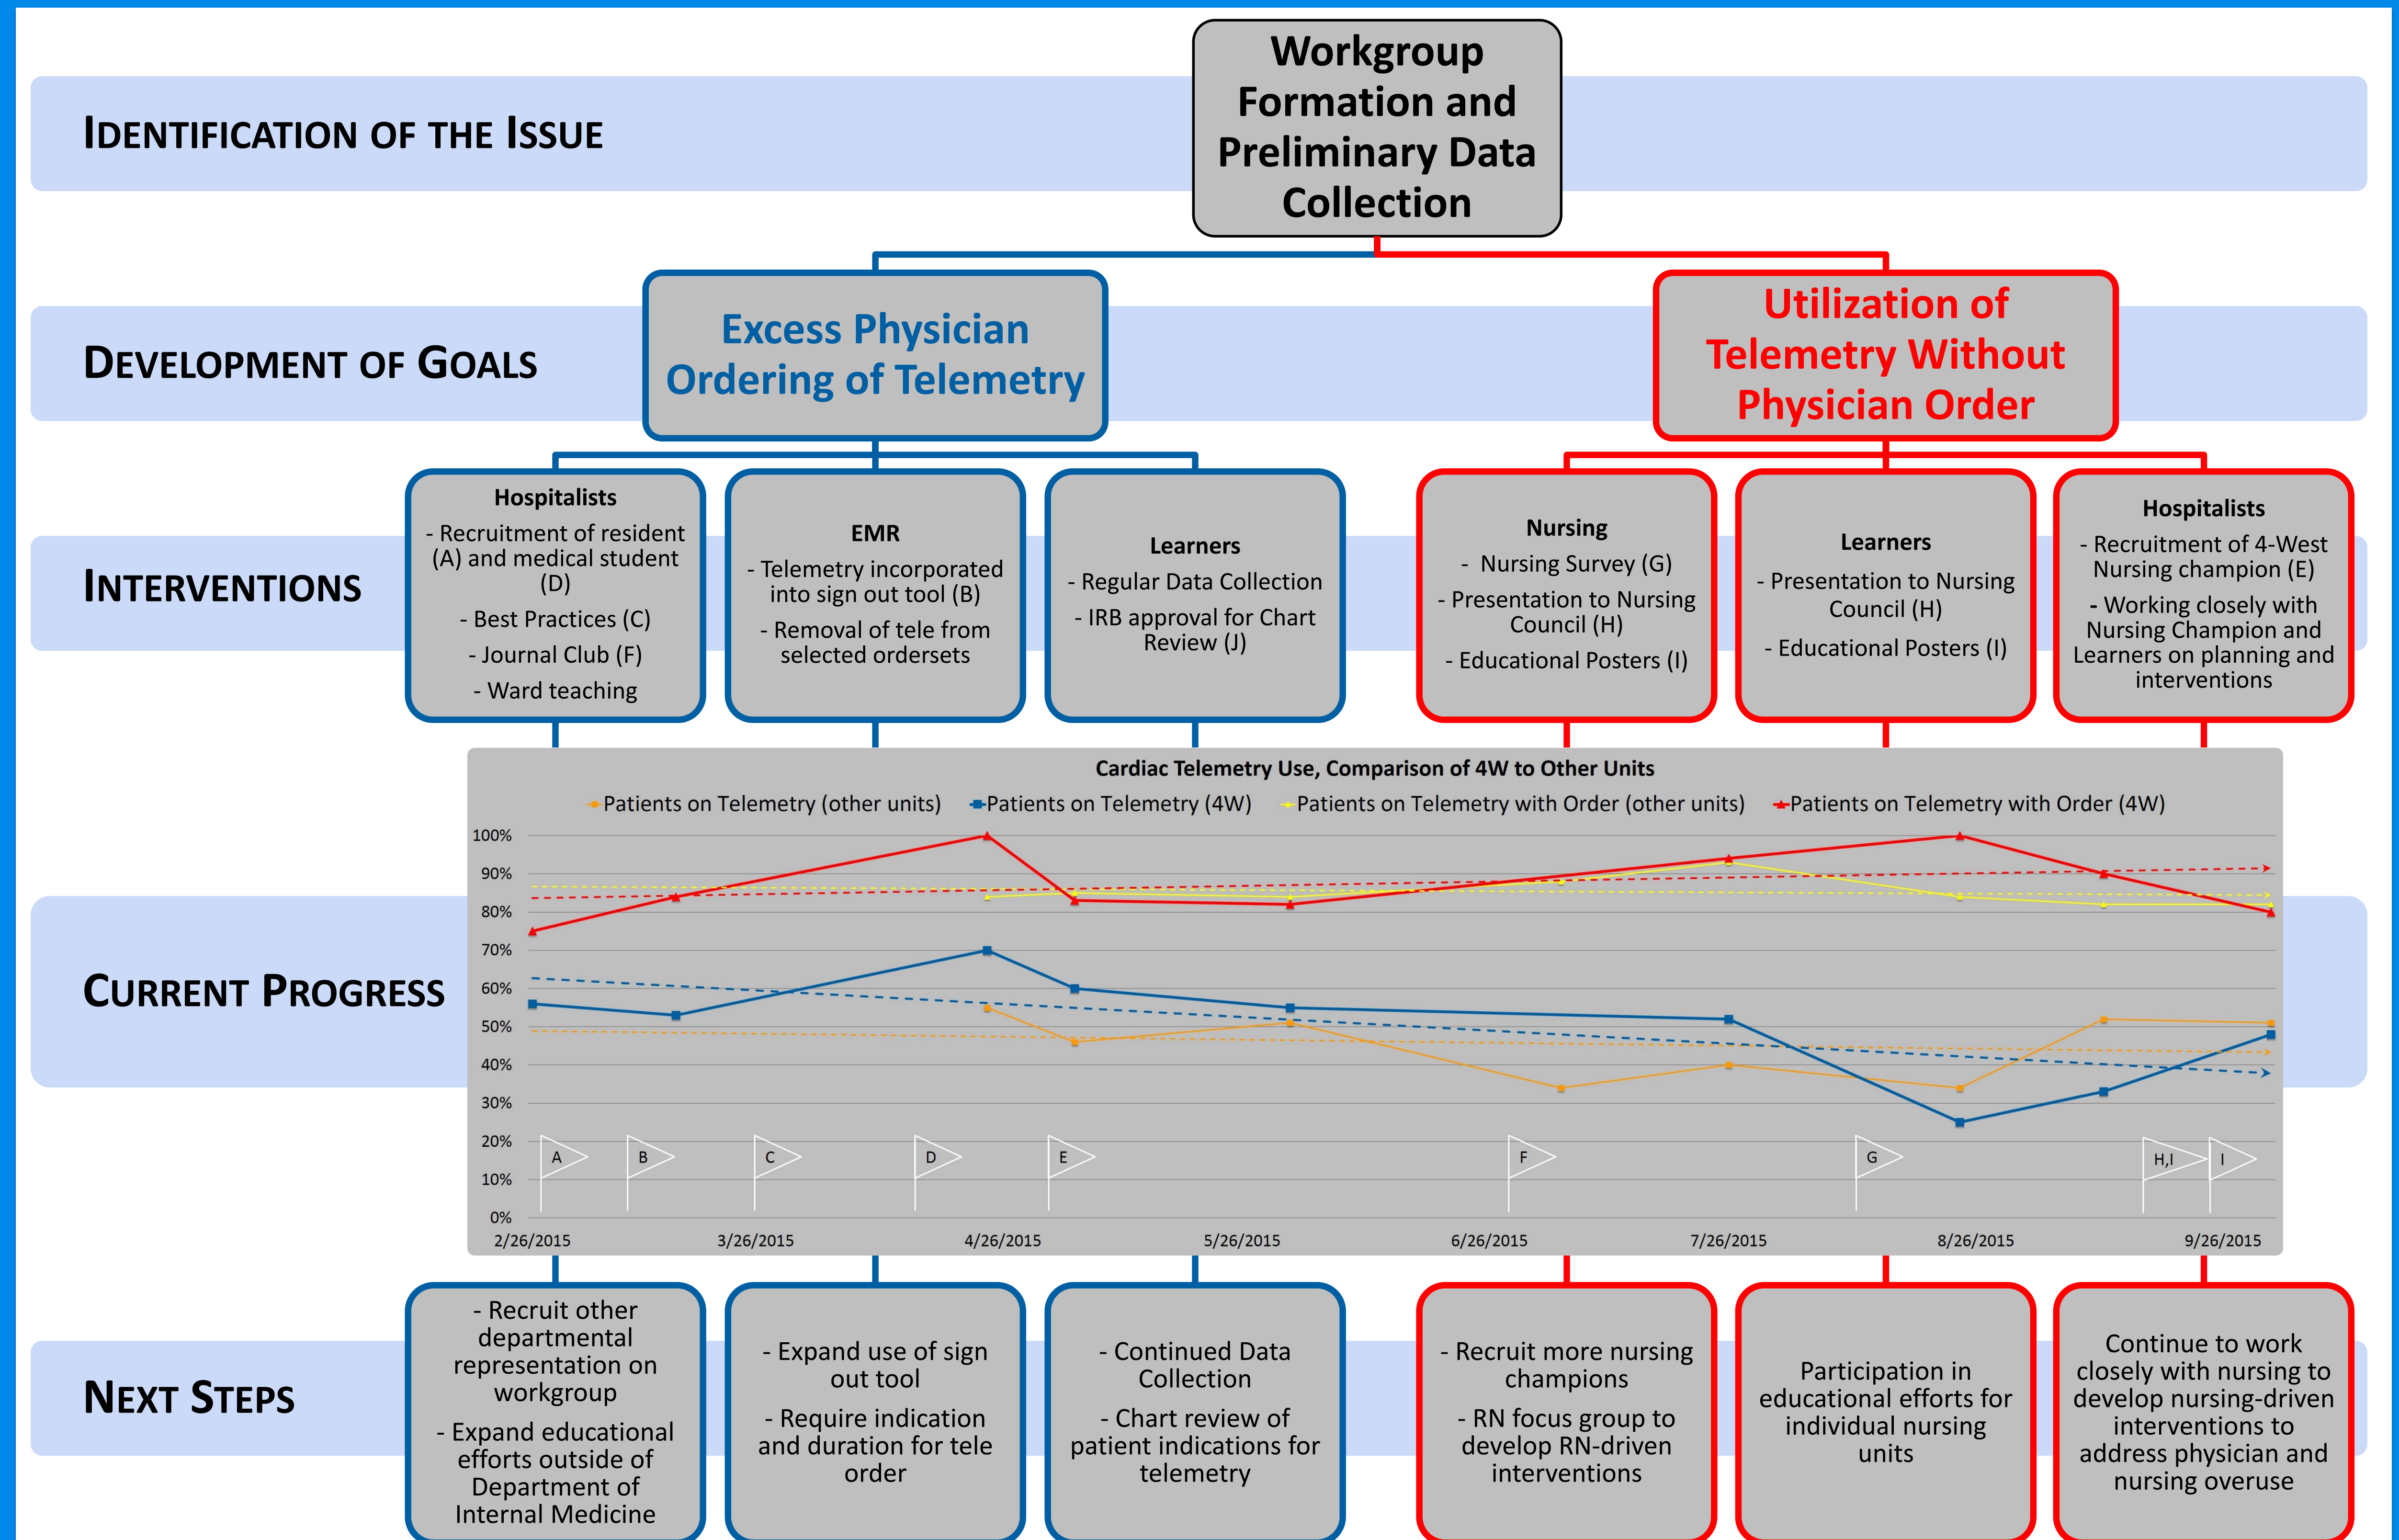 Workgroup
Formation and
Preliminary Data
Collection
IDENTIFICATION OF THE ISSUE
DEVELOPMENT OF GOALS
Excess Physician
Ordering of Telemetry
Utilization of
Telemetry Without
Physician Order
INTERVENTIONS
Hospitalists
- Recruitment of resident
(A) and medical student
(D)
- Best Practices (C)
- Journal Club (F)
- Ward teaching
EMR
- Telemetry incorporated
into sign out tool (B)
- Removal of tele from
selected ordersets
Learners
- Regular Data Collection
- IRB approval for Chart
Review (J)
Nursing
- Nursing Survey (G)
- Presentation to Nursing
Council (H)
- Educational Posters (I)
Learners
- Presentation to Nursing
Council (H)
- Educational Posters (I)
Hospitalists
- Recruitment of 4-West
Nursing champion (E)
- Working closely with
Nursing Champion and
Learners on planning and
interventions
CURRENT PROGRESS
Cardiac Telemetry Use, Comparison of 4W to Other Units
Patients on Telemetry (other units) Patients on Telemetry (4W) Patients on Telemetry with Order (other units) Patients on Telemetry with Order (4W)
100%
90%
80%
70%
60%
50%
40%
30%
20%
10%
0%
A B C D E F G H,I I
2/26/2015 3/26/2015 4/26/2015 5/26/2015 6/26/2015 7/26/2015 8/26/2015 9/26/2015
NEXT STEPS
- Recruit other
departmental
representation on
workgroup
- Expand educational
efforts outside of
Department of
Internal Medicine
- Expand use of sign
out tool
- Require indication
and duration for tele
order
- Continued Data
Collection
- Chart review of
patient indications for
telemetry
- Recruit more nursing
champions
- RN focus group to
develop RN-driven
interventions
Participation in
educational efforts for
individual nursing
units
Continue to work
closely with nursing to
develop nursing-driven
interventions to
address physician and
nursing overuse